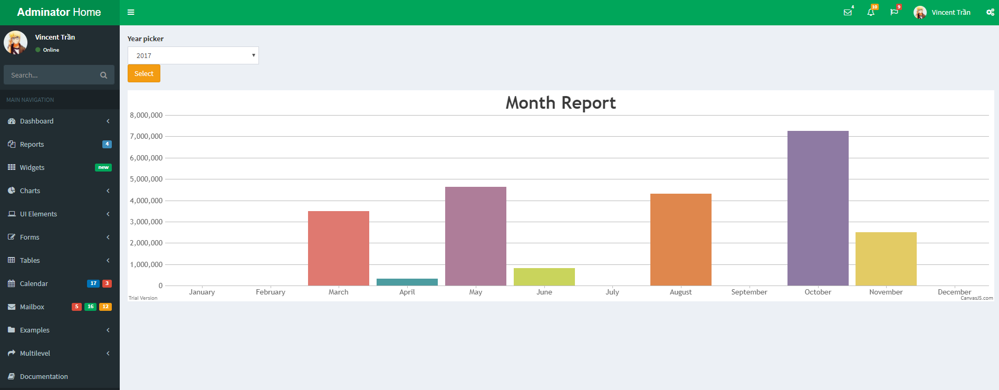 Adminator Home
4
10
9
Vincent Trần
Vincent Trần
Online
Search...
MAIN NAVIGATION
Dashboard
Reports 4
Widgets new
Charts
UI Elements
Forms
Tables
Calendar 17 3
Mailbox 5 16 12
Examples
Multilevel
Documentation
Year picker
2017
Select
Month Report
8,000,000
7,000,000
6,000,000
5,000,000
4,000,000
3,000,000
2,000,000
1,000,000
0
January February March April May June July August September October November December
Trial Version CanvasJS.com